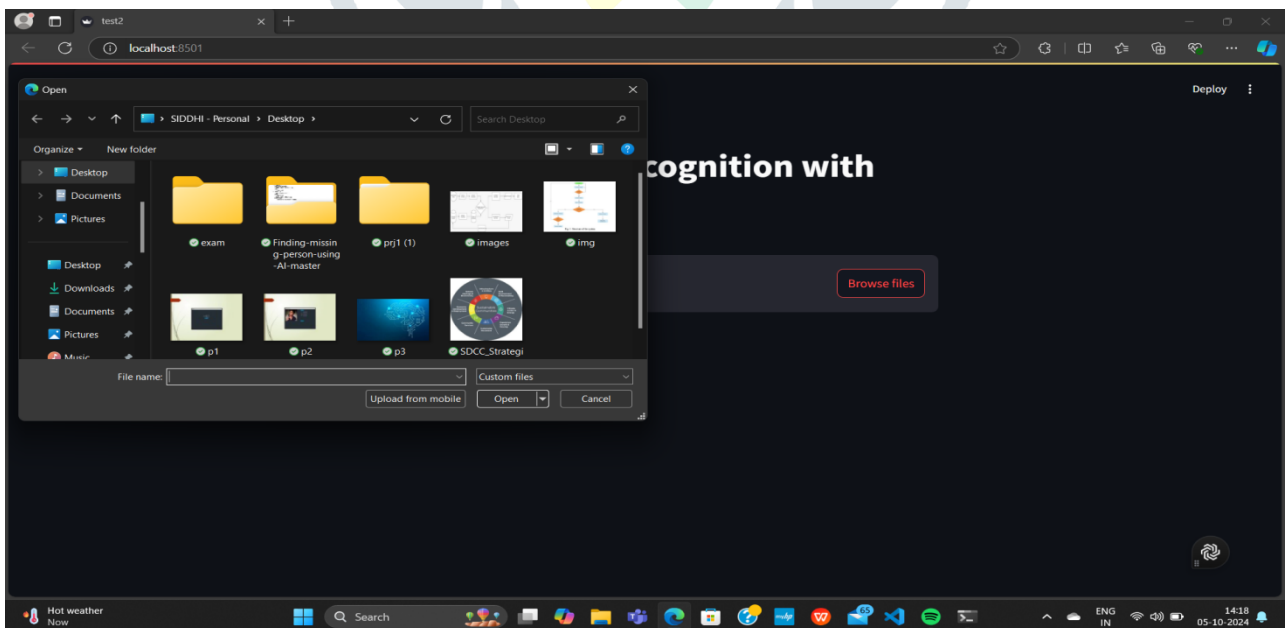 test2
localhost:8501
Deploy
cognition with
Browse files
Open
SIDDHI - Personal > Desktop >
Search Desktop
Organize
New folder
Desktop
Documents
Pictures
Desktop
Downloads
Documents
Pictures
Music
exam
Finding-missin
g-person-using
-AI-master
prj1 (1)
images
img
p1
p2
p3
SDCC_Strategi
File name:
Custom files
Upload from mobile
Open
Cancel
Hot weather
Now
Search
65
ENG
IN
14:18
05-10-2024